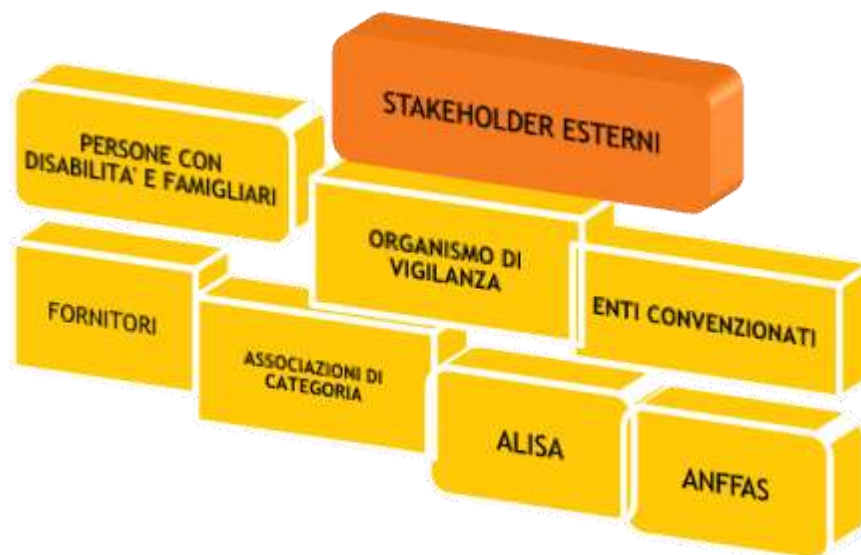 STAKEHOLDER ESTERNI
PERSONE CON
DISABILITA' E FAMIGLIARI
ORGANISMO DI
VIGILANZA
ENTI CONVENZIONATI
FORNITORI
ASSOCIAZIONI DI
CATEGORIA
ALISA
ANFFAS